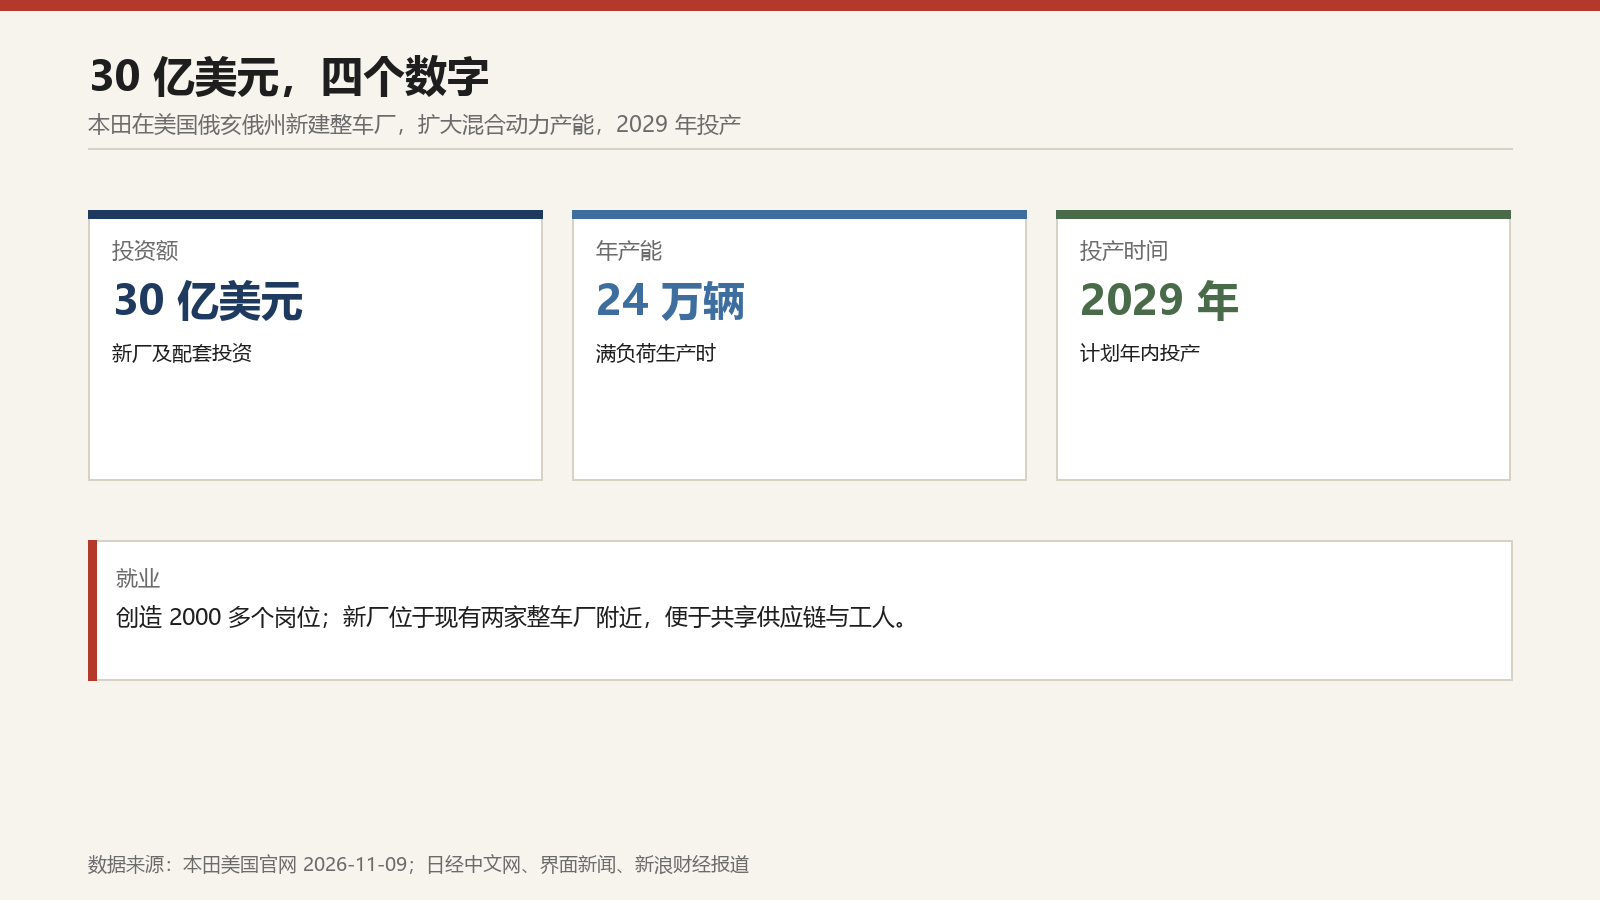 30 亿美元，四个数字
本田在美国俄亥俄州新建整车厂，扩大混合动力产能，2029 年投产
投资额
30 亿美元
新厂及配套投资
年产能
24 万辆
满负荷生产时
投产时间
2029 年
计划年内投产
就业
创造 2000 多个岗位；新厂位于现有两家整车厂附近，便于共享供应链与工人。
数据来源：本田美国官网 2026-11-09；日经中文网、界面新闻、新浪财经报道